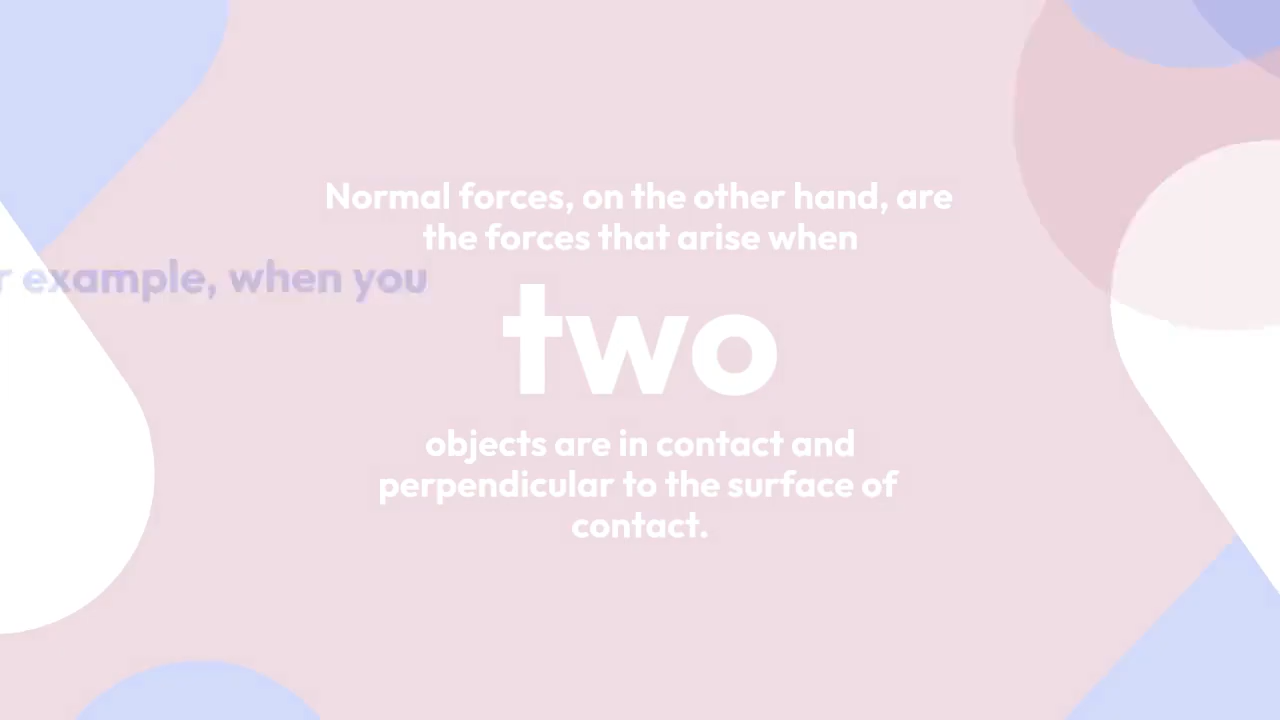 Normal forces, on the other hand, are
the forces that arise when
example, when you
two
objects are in contact and
perpendicular to the surface of
contact.